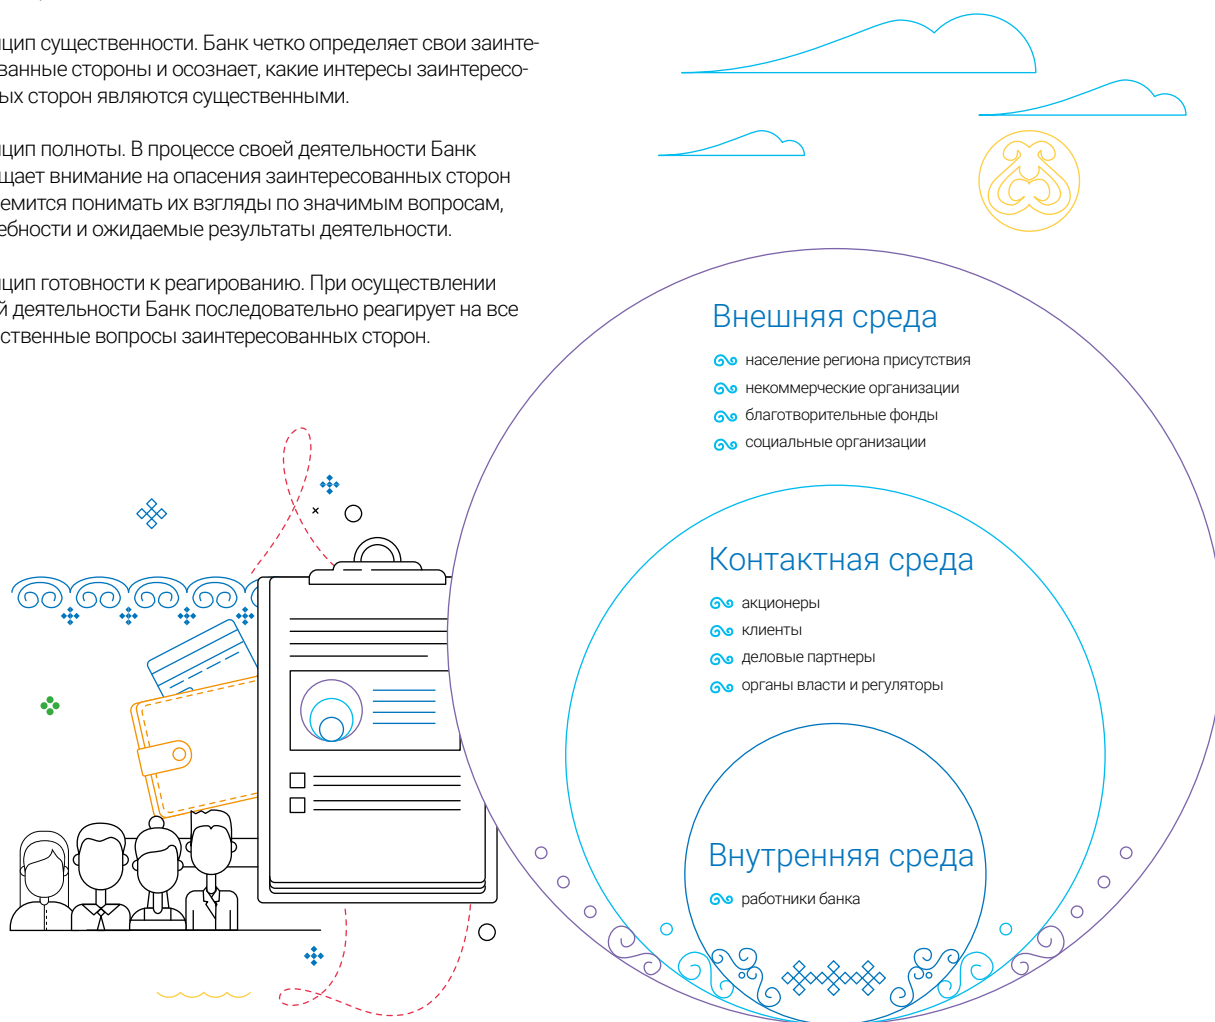 цип существенности. Банк четко определяет свои заинте-
ванные стороны и осознает, какие интересы заинтересо-
ых сторон являются существенными.
цип полноты. В процессе своей деятельности Банк
щает внимание на опасения заинтересованных сторон
емится понимать их взгляды по значимым вопросам,
ебности и ожидаемые результаты деятельности.
цип готовности к реагированию. При осуществлении
й деятельности Банк последовательно реагирует на все
ственные вопросы заинтересованных сторон.
Внешняя среда
население региона присутствия
некоммерческие организации
благотворительные фонды
социальные организации
Контактная среда
акционеры
клиенты
деловые партнеры
органы власти и регуляторы
Внутренняя среда
работники банка